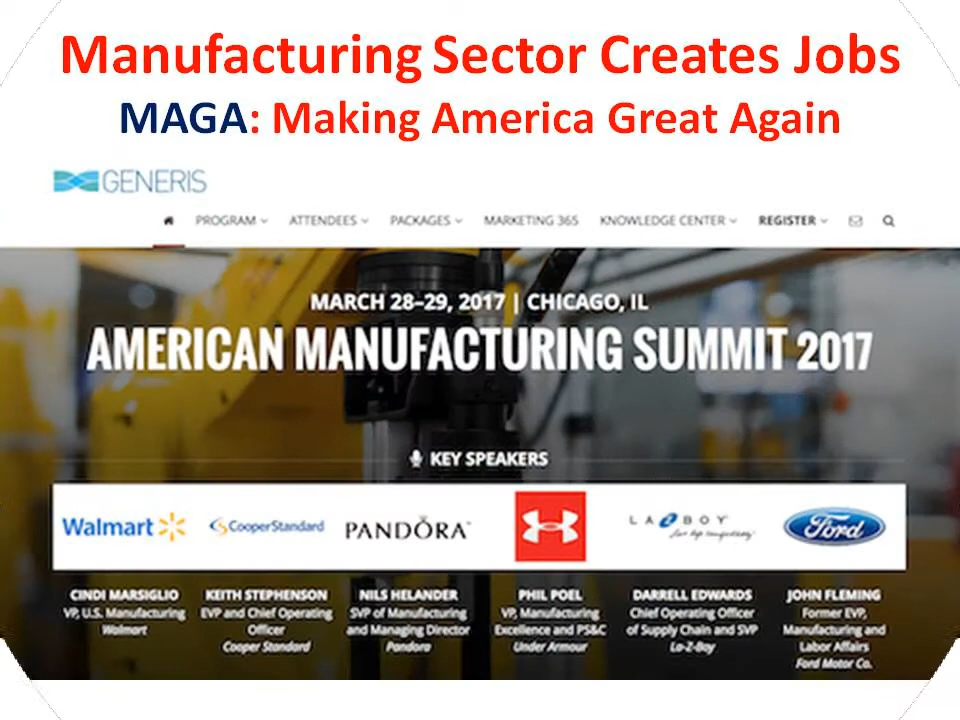 Manufacturing Sector Creates Jobs
MAGA: Making America Great Again
GENERIS
PROGRAM ATTENDEES PACKAGES MARKETING 365 KNOWLEDGE CENTER REGISTER
MARCH 28–29, 2017 | CHICAGO, IL
AMERICAN MANUFACTURING SUMMIT 2017
KEY SPEAKERS
Walmart CooperStandard PANDÖRA LA Z BOY Ford
CINDI MARSIGLIO
VP, U.S. Manufacturing
Walmart
KEITH STEPHENSON
EVP and Chief Operating
Officer
Cooper Standard
NILS HELANDER
SVP of Manufacturing
and Managing Director
Pandora
PHIL POEL
VP, Manufacturing
Excellence and PS&C
Under Armour
DARRELL EDWARDS
Chief Operating Officer
of Supply Chain and SVP
La-Z-Boy
JOHN FLEMING
Former EVP,
Manufacturing and
Labor Affairs
Ford Motor Co.